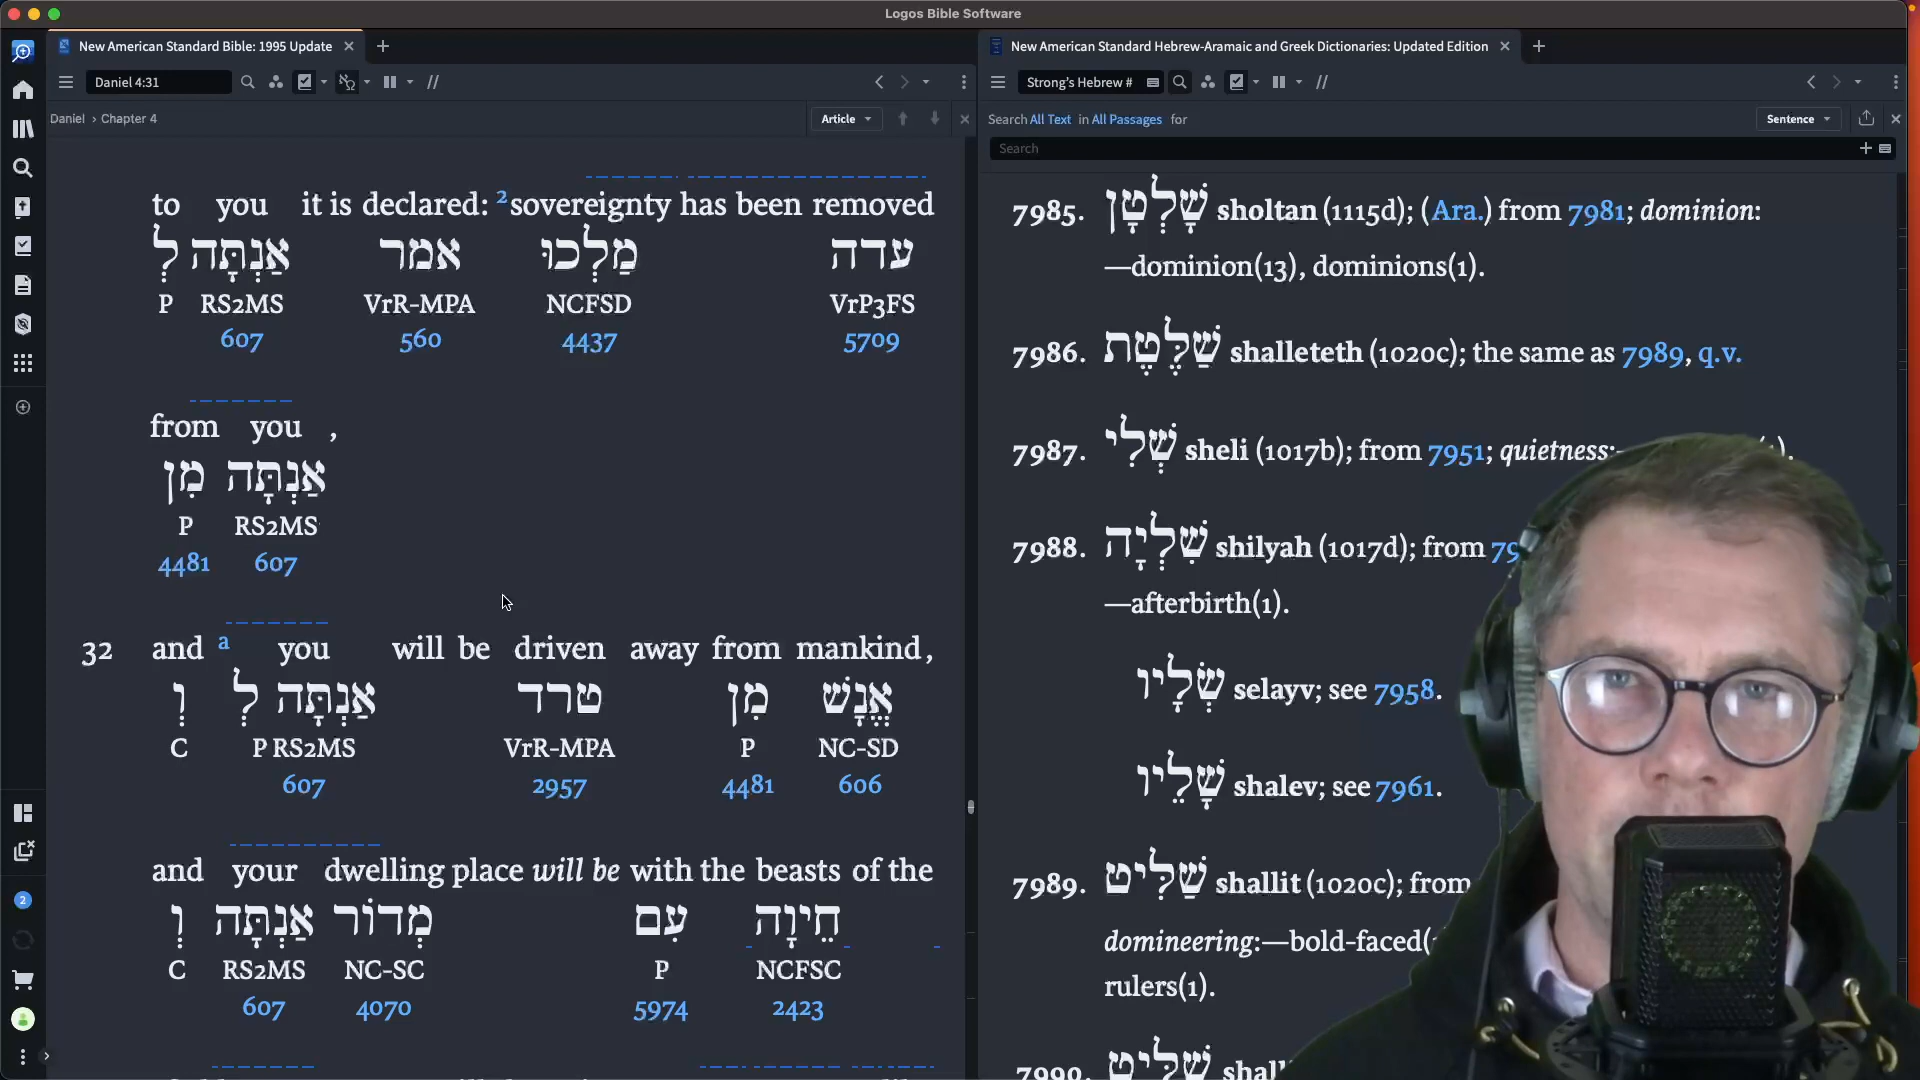 Logos Bible Software
New American Standard Bible: 1995 Update
Daniel 4:31
Daniel › Chapter 4
Article
to you it is declared: 2 sovereignty has been removed
לְ אַנְתָּה אמר מַלְכוּ עדה
P RS2MS VrR-MPA NCFSD VrP3FS
607 560 4437 5709
from you ,
מִן אַנְתָּה
P RS2MS
4481 607
32 and a you will be driven away from mankind,
וְ לְ אַנְתָּה טרד מִן אֱנָשׁ
C P RS2MS VrR-MPA P NC-SD
607 2957 4481 606
and your dwelling place will be with the beasts of the
וְ אַנְתָּה מְדוֹר עִם חֵיוָה
C RS2MS NC-SC P NCFSC
607 4070 5974 2423
2
New American Standard Hebrew-Aramaic and Greek Dictionaries: Updated Edition
Strong's Hebrew #
Search All Text in All Passages for
Sentence
Search
7985. שָׁלְטָן sholtan (1115d); (Ara.) from 7981; dominion:
—dominion(13), dominions(1).
7986. שַׁלֶּטֶת shalleteth (1020c); the same as 7989, q.v.
7987. שְׁלִי sheli (1017b); from 7951; quietness:—
7988. שִׁלְיָה shilyah (1017d); from 79
—afterbirth(1).
שְׂלָיו selayv; see 7958.
שָׁלֵיו shalev; see 7961.
7989. שַׁלִּיט shallit (1020c); from
domineering:—bold-faced(
rulers(1).
7990. שַׁלִּיט shall